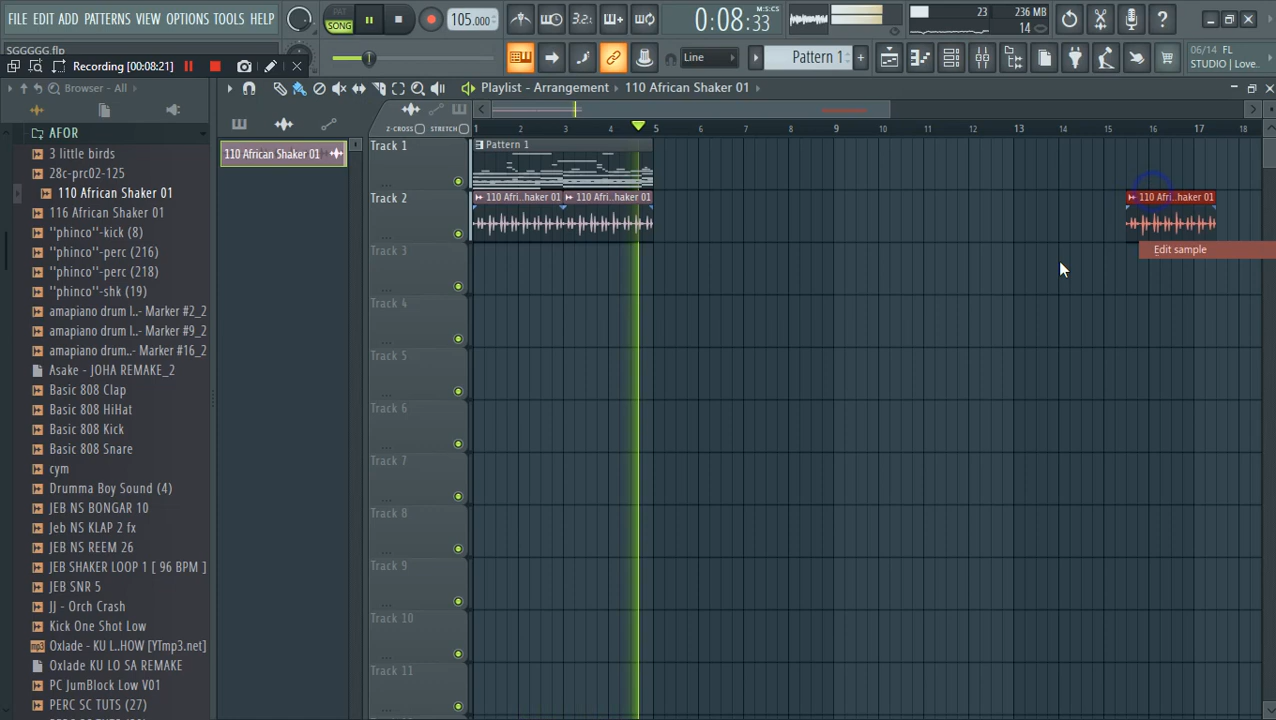 FILE EDIT ADD PATTERNS VIEW OPTIONS TOOLS HELP
PAT
SONG
105.000
3.2
0:08:33
M:S:CS
23
236 MB
14
SGGGGG flp
Recording [00:08:21]
Line
Pattern 1
06/14 FL
STUDIO | Love...
Browser - All
Playlist - Arrangement
110 African Shaker 01
AFOR
3 little birds
28c-prc02-125
110 African Shaker 01
116 African Shaker 01
''phinco''-kick (8)
''phinco''-perc (216)
''phinco''-perc (218)
''phinco''-shk (19)
amapiano drum l..- Marker #2_2
amapiano drum l..- Marker #9_2
amapiano drum...- Marker #16_2
Asake - JOHA REMAKE_2
Basic 808 Clap
Basic 808 HiHat
Basic 808 Kick
Basic 808 Snare
cym
Drumma Boy Sound (4)
JEB NS BONGAR 10
Jeb NS KLAP 2 fx
JEB NS REEM 26
JEB SHAKER LOOP 1 [ 96 BPM ]
JEB SNR 5
JJ - Orch Crash
Kick One Shot Low
Oxlade - KU L..HOW [YTmp3.net]
Oxlade KU LO SA REMAKE
PC JumBlock Low V01
PERC SC TUTS (27)
110 African Shaker 01
Z-CROSS
STRETCH
1 2 3 4 5 6 7 8 9 10 11 12 13 14 15 16 17 18
Track 1
Pattern 1
Track 2
110 Afri..haker 01
110 Afri..haker 01
110 Afri..haker 01
Edit sample
Track 3
Track 4
Track 5
Track 6
Track 7
Track 8
Track 9
Track 10
Track 11